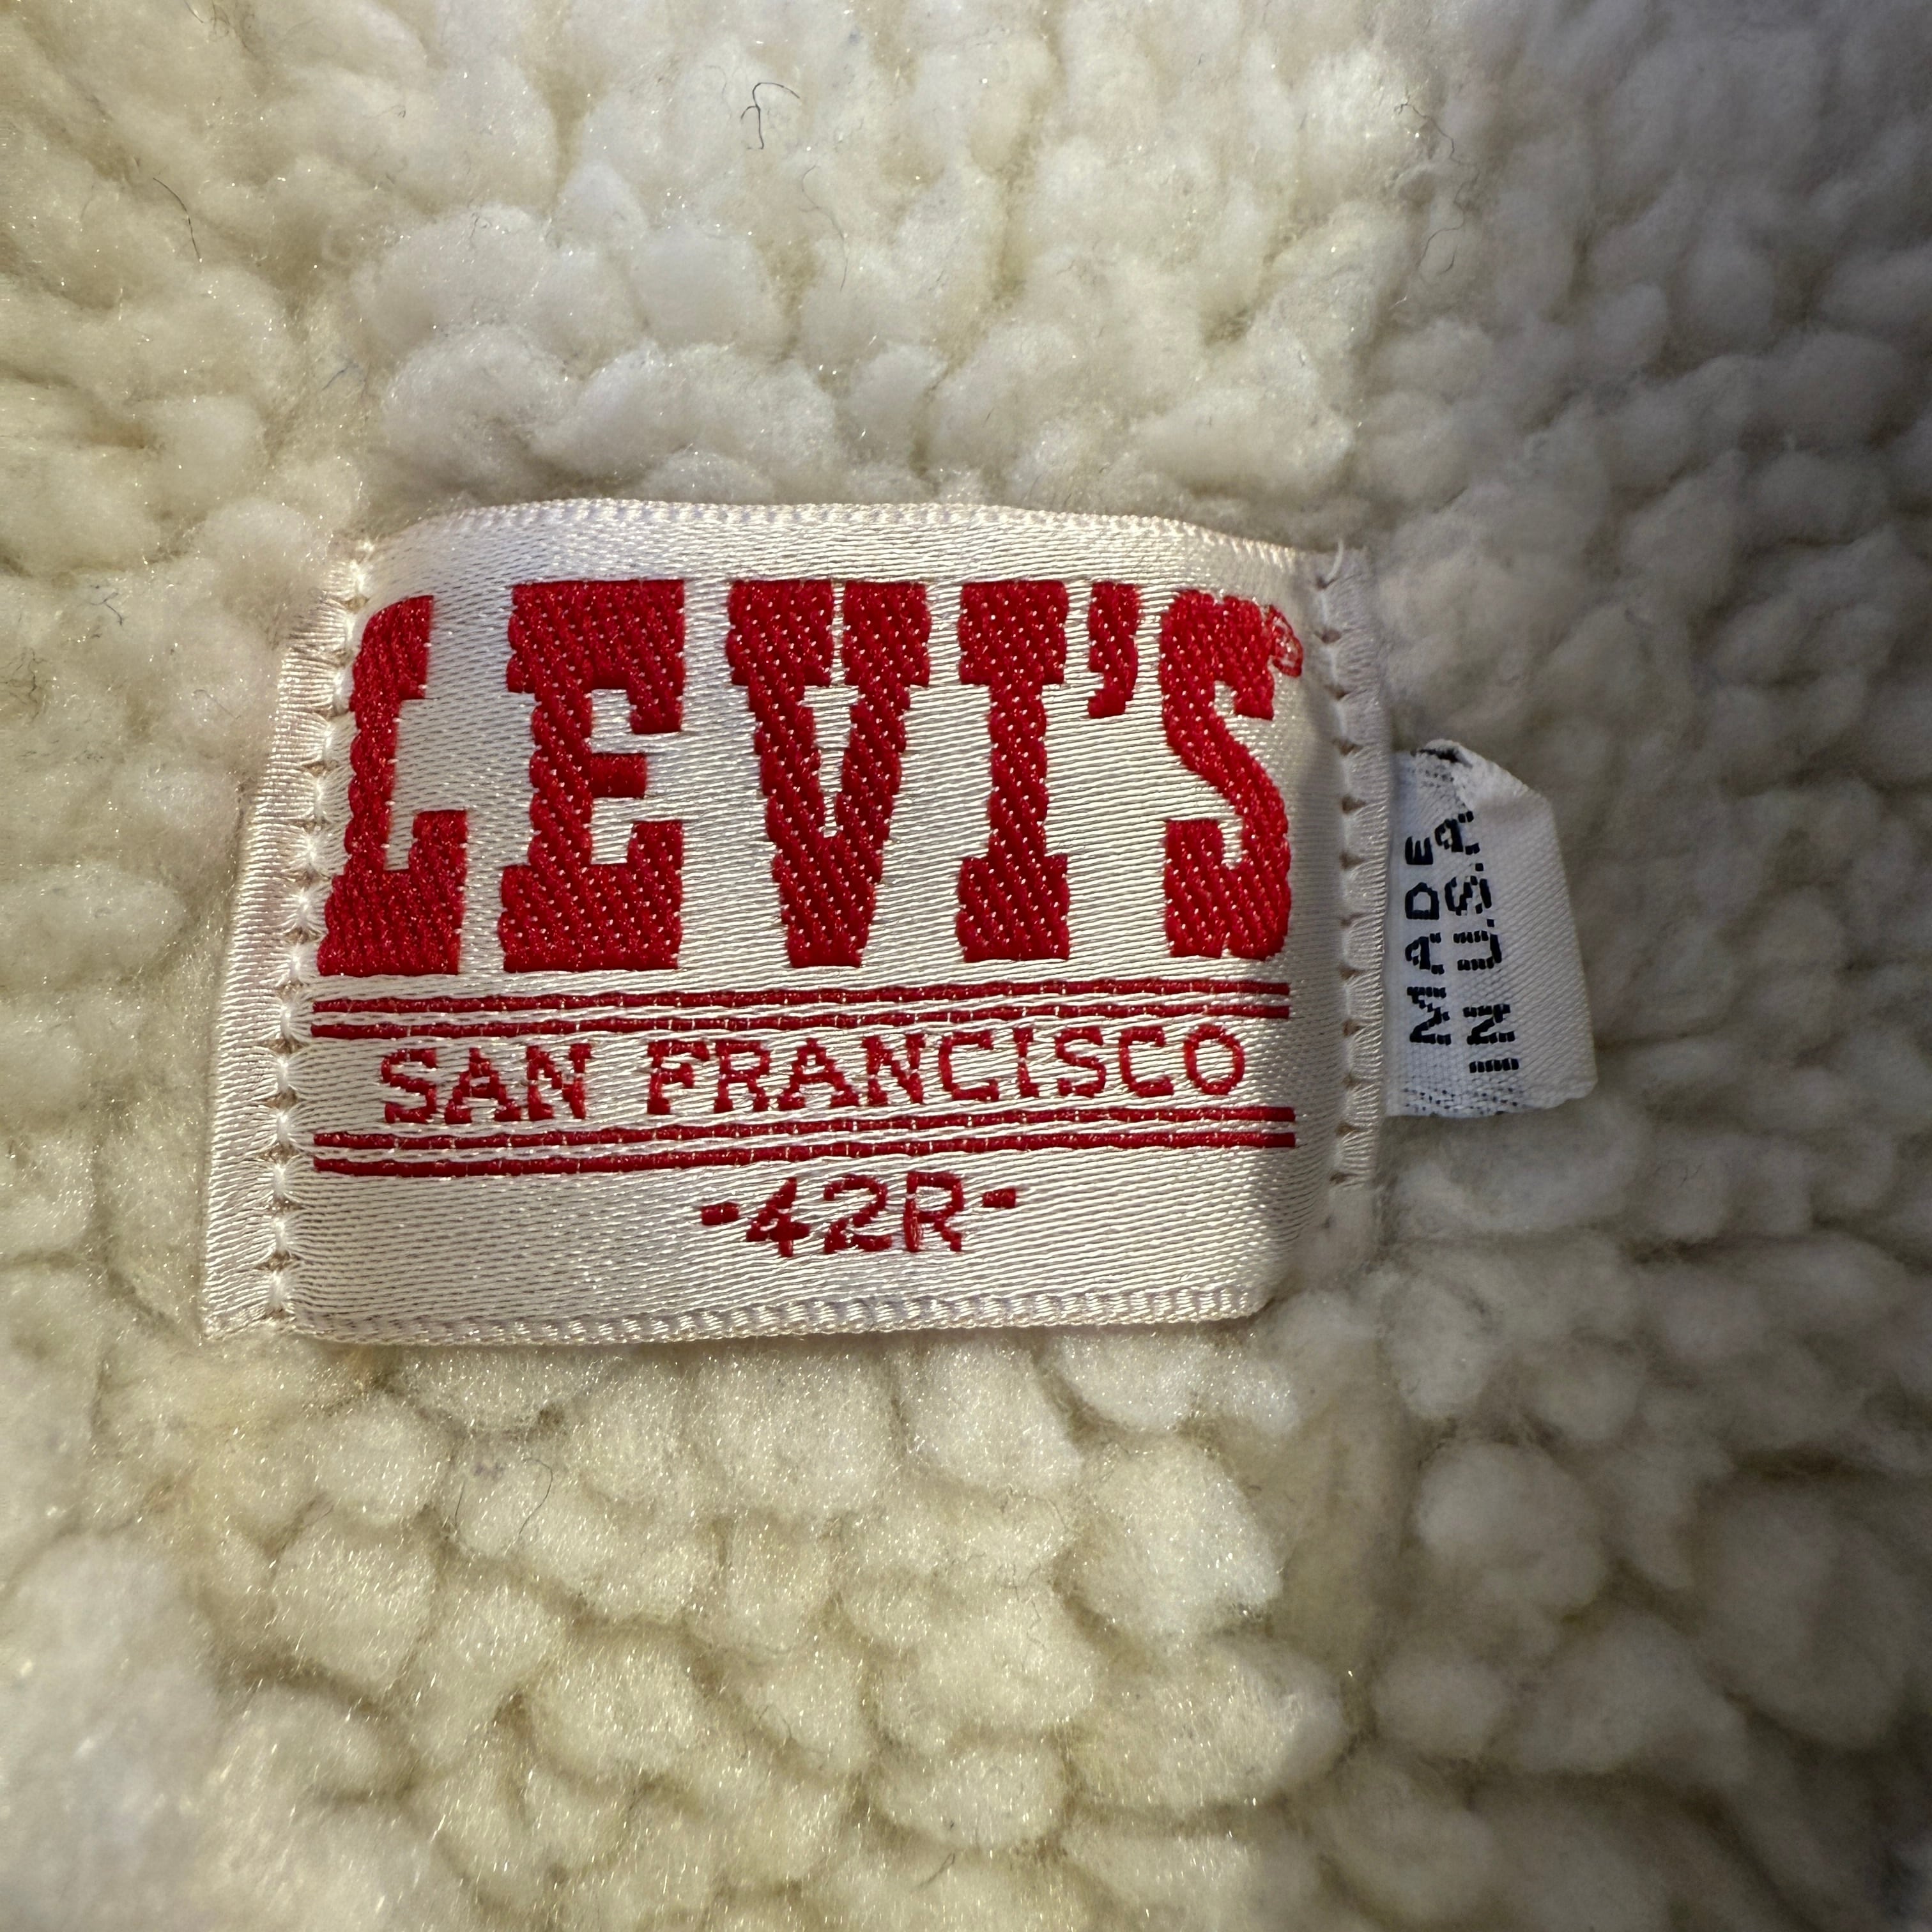 LEVI'S®
SAN FRANCISCO
-42R-
MADE
IN U.S.A